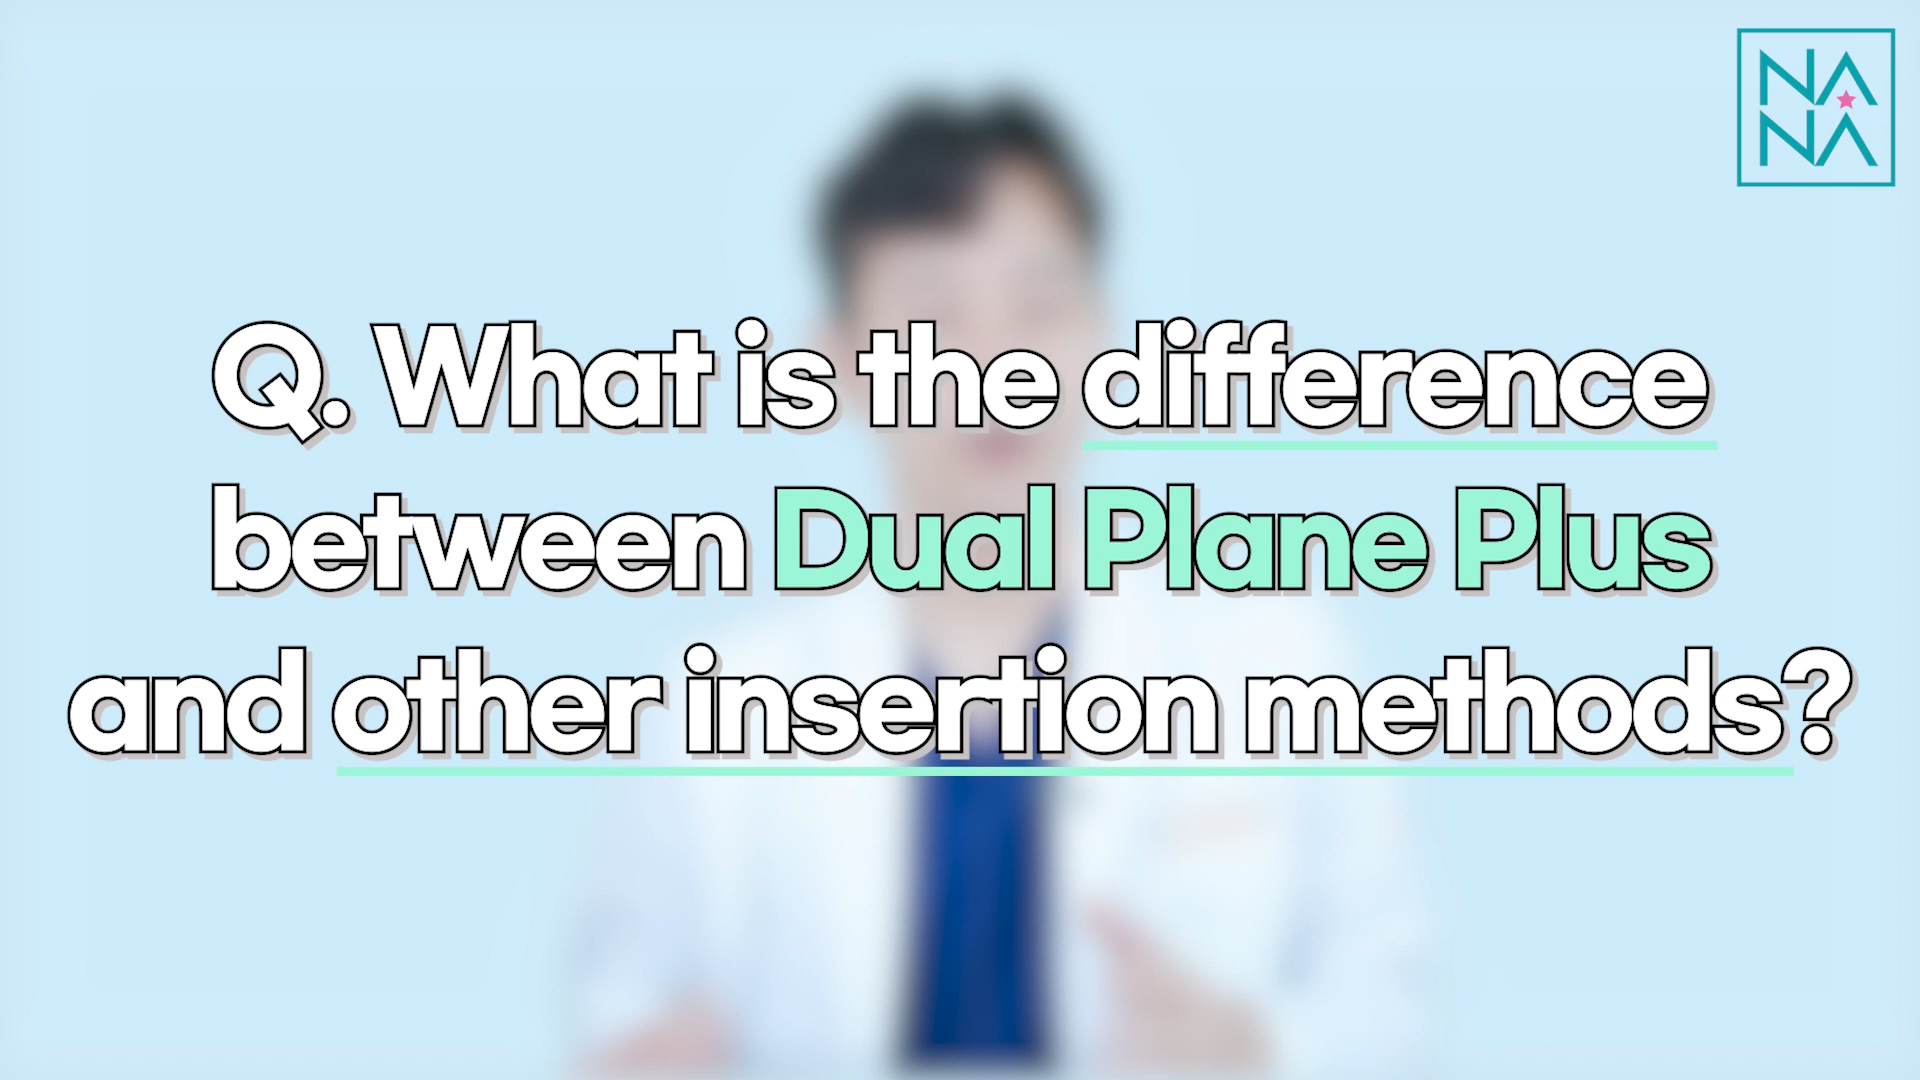 NA
NA
Q. What is the difference
between Dual Plane Plus
and other insertion methods?